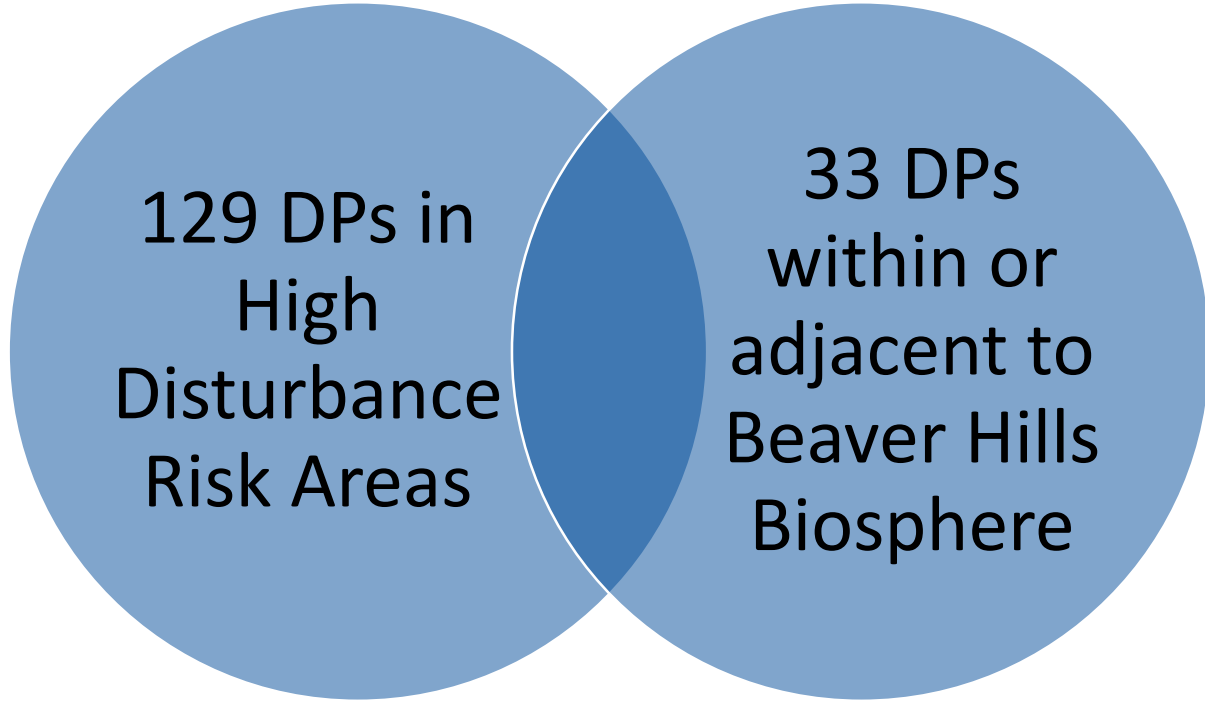 129 DPs in
High
Disturbance
Risk Areas
33 DPs
within or
adjacent to
Beaver Hills
Biosphere